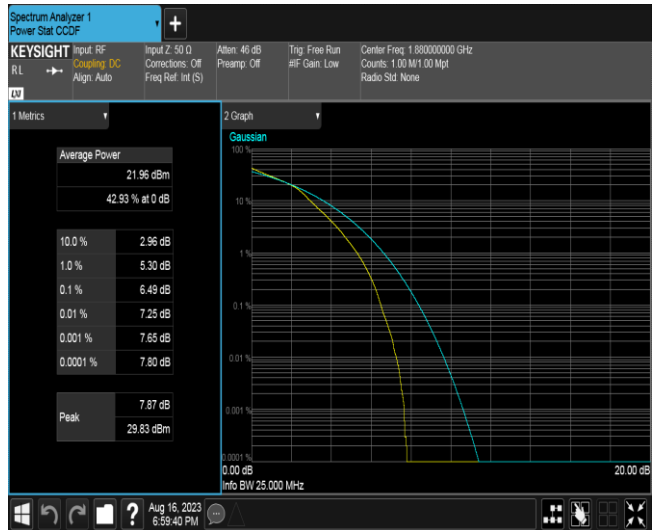 Spectrum Analyzer 1
Power Stat CCDF
+
KEYSIGHT
RL
LXI
Input: RF
Coupling: DC
Align: Auto
Input Z: 50 Ω
Corrections: Off
Freq Ref: Int (S)
Atten: 46 dB
Preamp: Off
Trig: Free Run
#IF Gain: Low
Center Freq: 1.880000000 GHz
Counts: 1.00 M/1.00 Mpt
Radio Std: None
1 Metrics
Average Power
21.96 dBm
42.93 % at 0 dB
10.0 % 2.96 dB
1.0 % 5.30 dB
0.1 % 6.49 dB
0.01 % 7.25 dB
0.001 % 7.65 dB
0.0001 % 7.80 dB
Peak
7.87 dB
29.83 dBm
2 Graph
Gaussian
100 %
10 %
1 %
0.1 %
0.01 %
0.001 %
0.0001 %
0.00 dB 20.00 dB
Info BW 25.000 MHz
?
Aug 16, 2023
6:59:40 PM